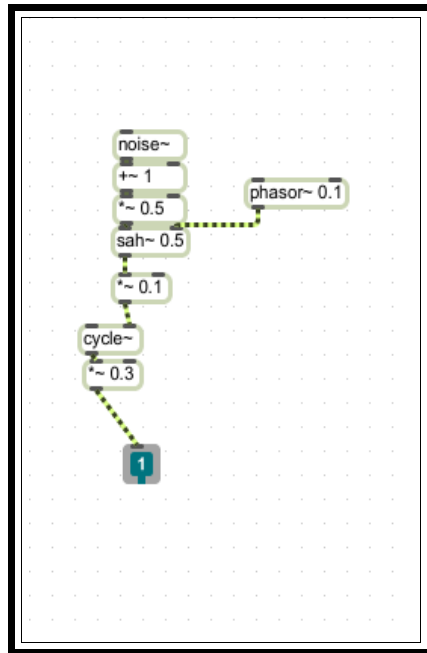 noise~
+~ 1
*~ 0.5
phasor~ 0.1
sah~ 0.5
*~ 0.1
cycle~
*~ 0.3
1